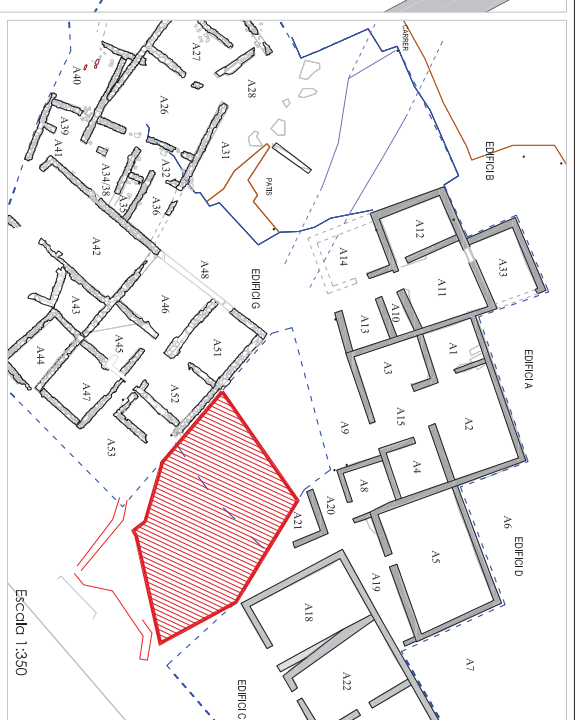 CARRER
A27
A28
A40
A26
A39
A41
A31
A32
A34/38
A35
A36
PATIS
EDIFICI B
A12
A33
A14
A11
A42
A48
EDIFICI G
A10
A13
A43
A46
A45
A51
A1
EDIFICI A
A44
A3
A47
A52
A15
A2
A9
A53
A4
A8
A20
A21
A6
EDIFICI D
A5
A19
A18
Escala 1:350
A7
A22
EDIFICI C